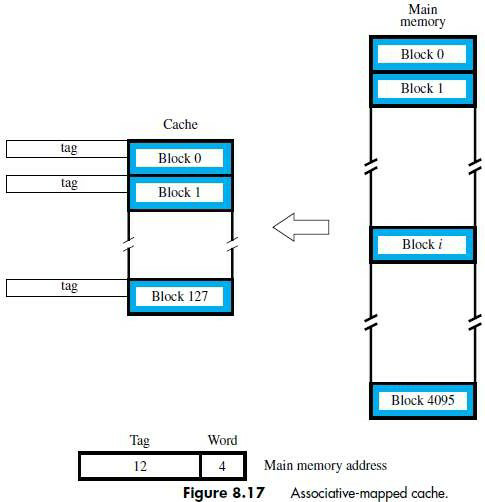 Main
memory
Block 0
Block 1
Cache
tag
Block 0
tag
Block 1
Block i
tag
Block 127
Block 4095
Tag Word
12 4 Main memory address
Figure 8.17 Associative-mapped cache.